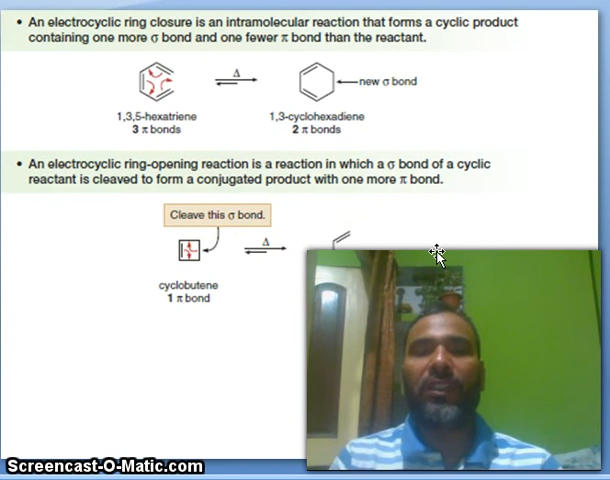 • An electrocyclic ring closure is an intramolecular reaction that forms a cyclic product
containing one more σ bond and one fewer π bond than the reactant.
Δ
new σ bond
1,3,5-hexatriene
3 π bonds
1,3-cyclohexadiene
2 π bonds
• An electrocyclic ring-opening reaction is a reaction in which a σ bond of a cyclic
reactant is cleaved to form a conjugated product with one more π bond.
Cleave this σ bond.
Δ
cyclobutene
1 π bond
Screencast-O-Matic.com